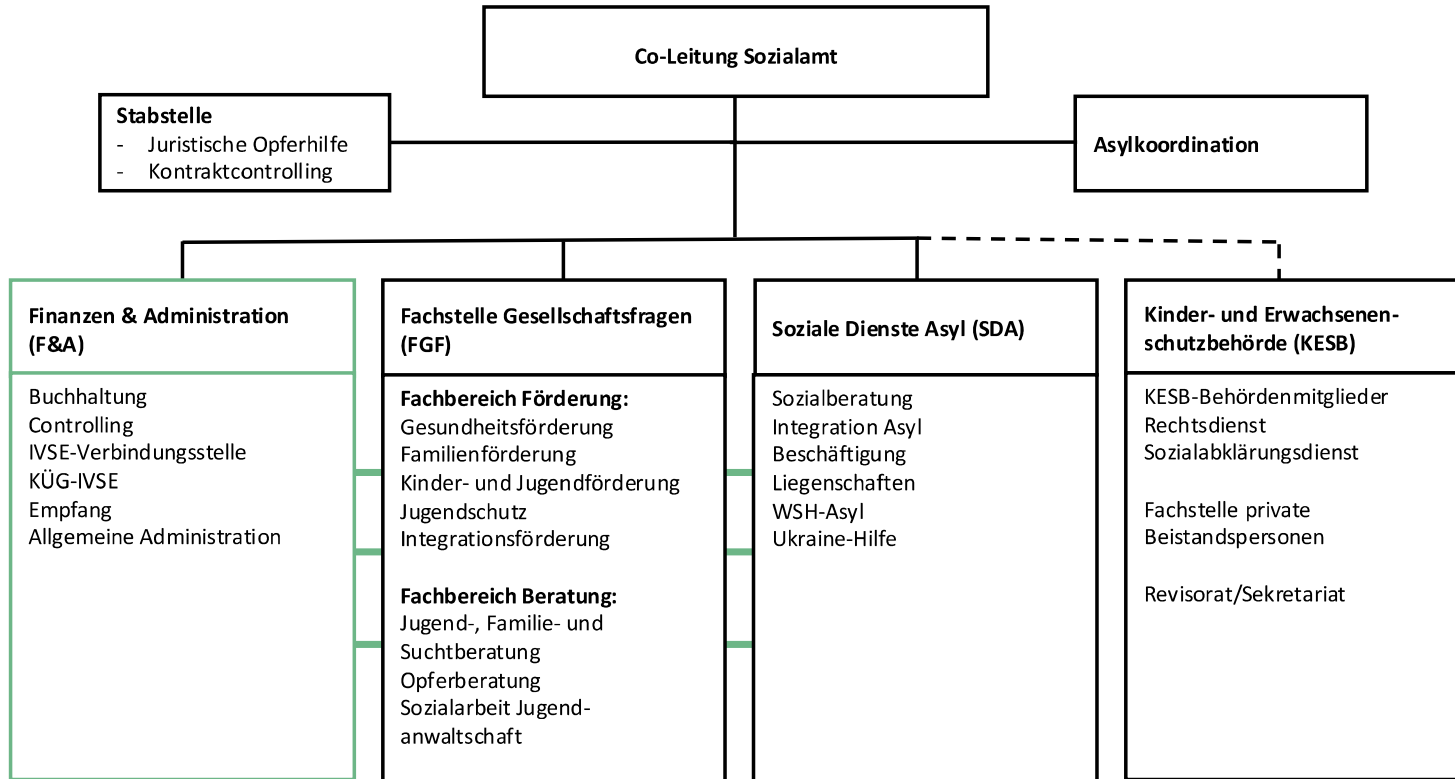 Co-Leitung Sozialamt
Stabstelle
- Juristische Opferhilfe
- Kontraktcontrolling
Asylkoordination
Finanzen & Administration
(F&A)
Buchhaltung
Controlling
IVSE-Verbindungsstelle
KÜG-IVSE
Empfang
Allgemeine Administration
Fachstelle Gesellschaftsfragen
(FGF)
Fachbereich Förderung:
Gesundheitsförderung
Familienförderung
Kinder- und Jugendförderung
Jugendschutz
Integrationsförderung
Fachbereich Beratung:
Jugend-, Familie- und
Suchtberatung
Opferberatung
Sozialarbeit Jugend-
anwaltschaft
Soziale Dienste Asyl (SDA)
Sozialberatung
Integration Asyl
Beschäftigung
Liegenschaften
WSH-Asyl
Ukraine-Hilfe
Kinder- und Erwachsenen-
schutzbehörde (KESB)
KESB-Behördenmitglieder
Rechtsdienst
Sozialabklärungsdienst
Fachstelle private
Beistandspersonen
Revisorat/Sekretariat